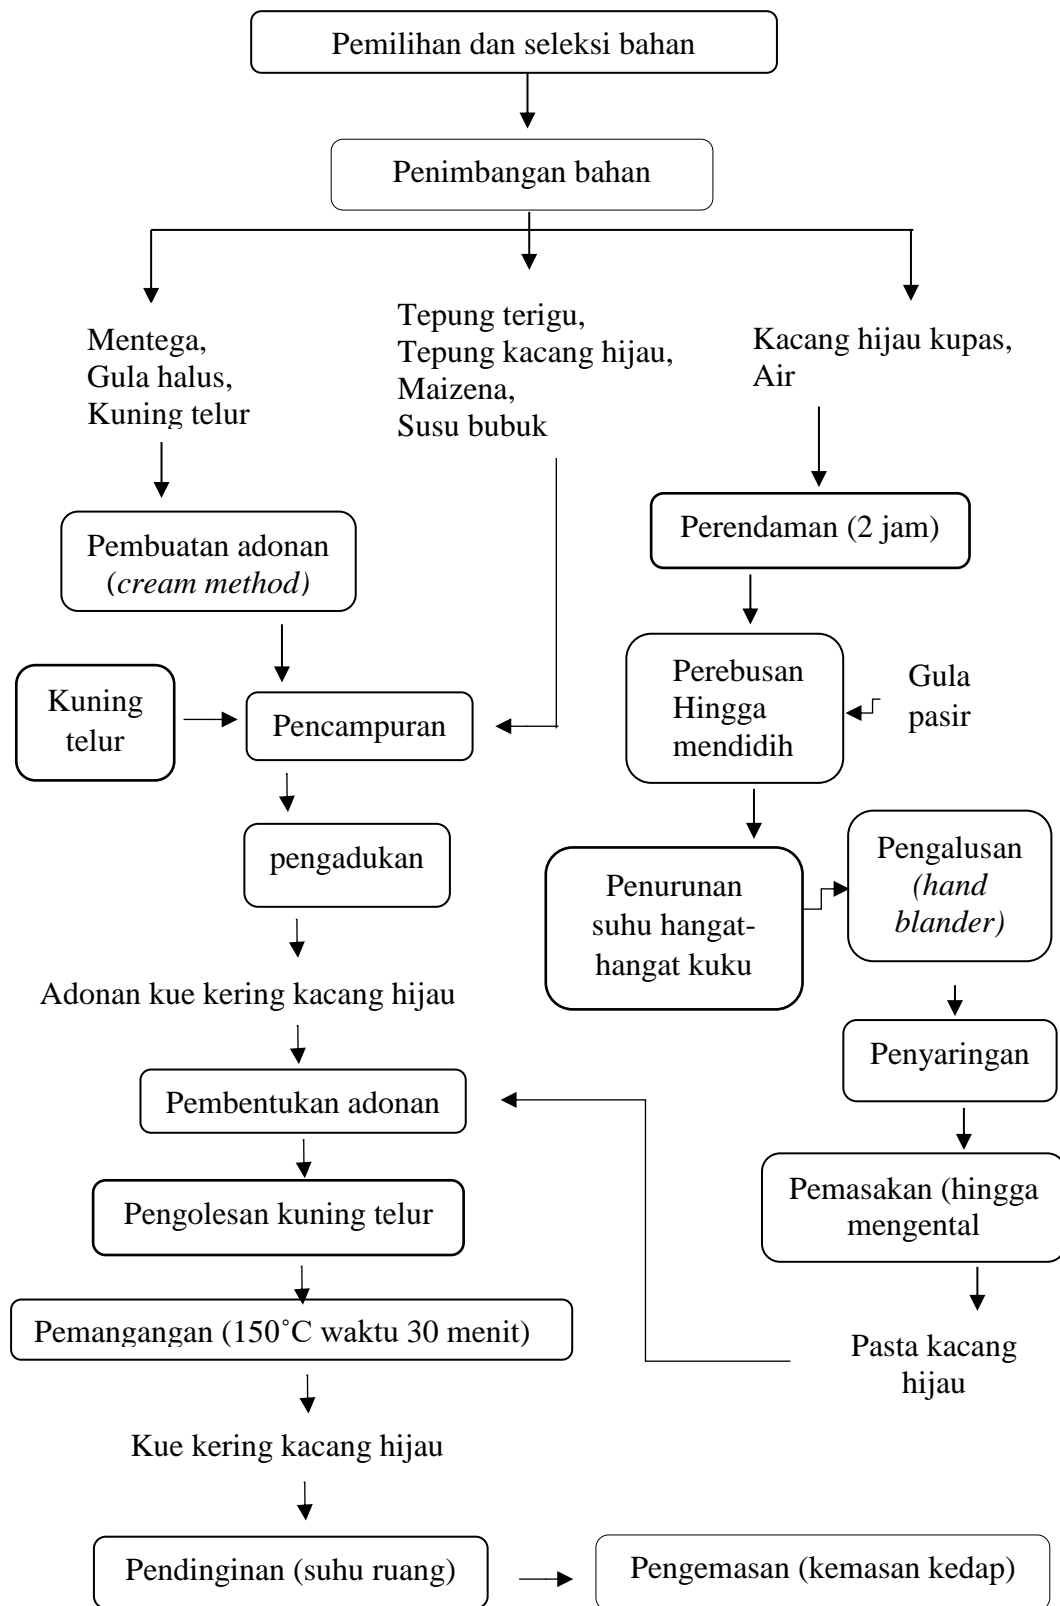 Pemilihan dan seleksi bahan
Penimbangan bahan
Mentega,
Gula halus,
Kuning telur
Tepung terigu,
Tepung kacang hijau,
Maizena,
Susu bubuk
Kacang hijau kupas,
Air
Pembuatan adonan
(cream method)
Perendaman (2 jam)
Kuning
telur
Pencampuran
Perebusan
Hingga
mendidih
Gula
pasir
pengadukan
Penurunan
suhu hangat-
hangat kuku
Pengalusan
(hand
blander)
Adonan kue kering kacang hijau
Penyaringan
Pembentukan adonan
Pemasakan (hingga
mengental
Pengolesan kuning telur
Pemangangan (150˚C waktu 30 menit)
Pasta kacang
hijau
Kue kering kacang hijau
Pendinginan (suhu ruang)
Pengemasan (kemasan kedap)